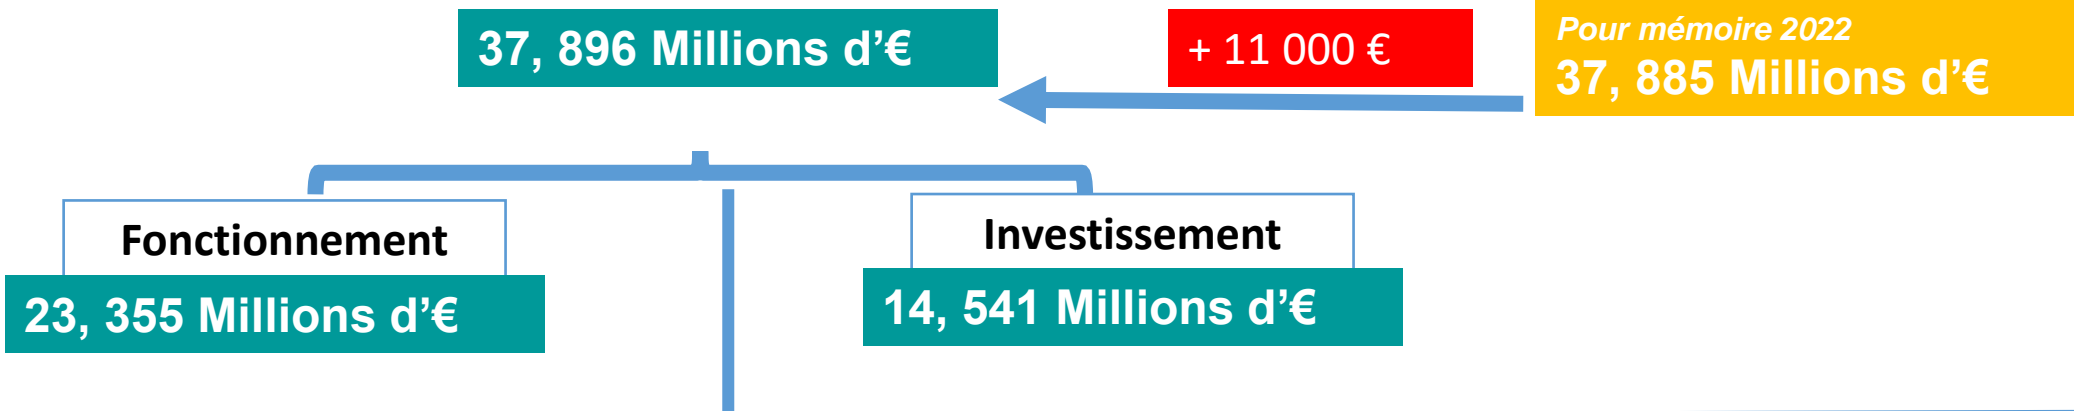 37, 896 Millions d’€
+ 11 000 €
Pour mémoire 2022
37, 885 Millions d’€
Fonctionnement
23, 355 Millions d’€
Investissement
14, 541 Millions d’€